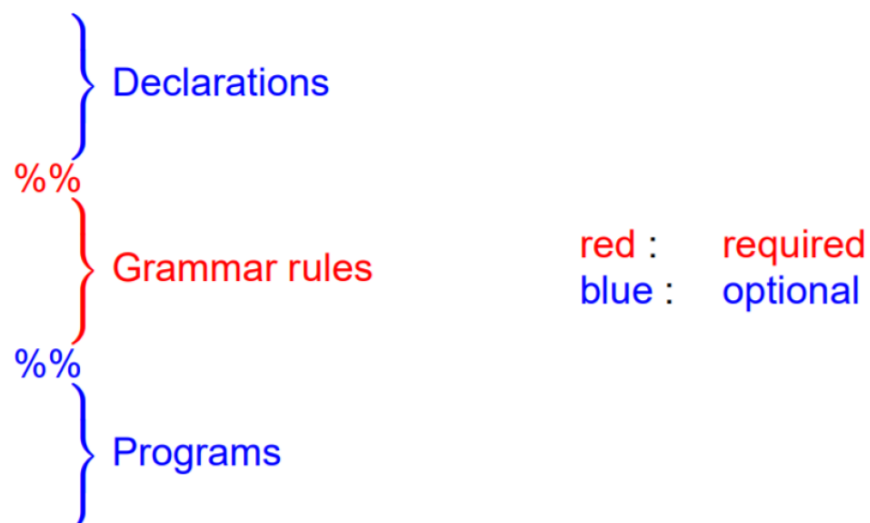 Declarations
%%
Grammar rules
red : required
blue : optional
%%
Programs